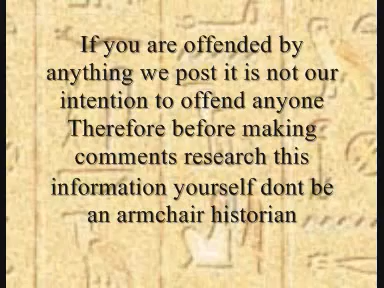 If you are offended by
anything we post it is not our
intention to offend anyone
Therefore before making
comments research this
information yourself dont be
an armchair historian